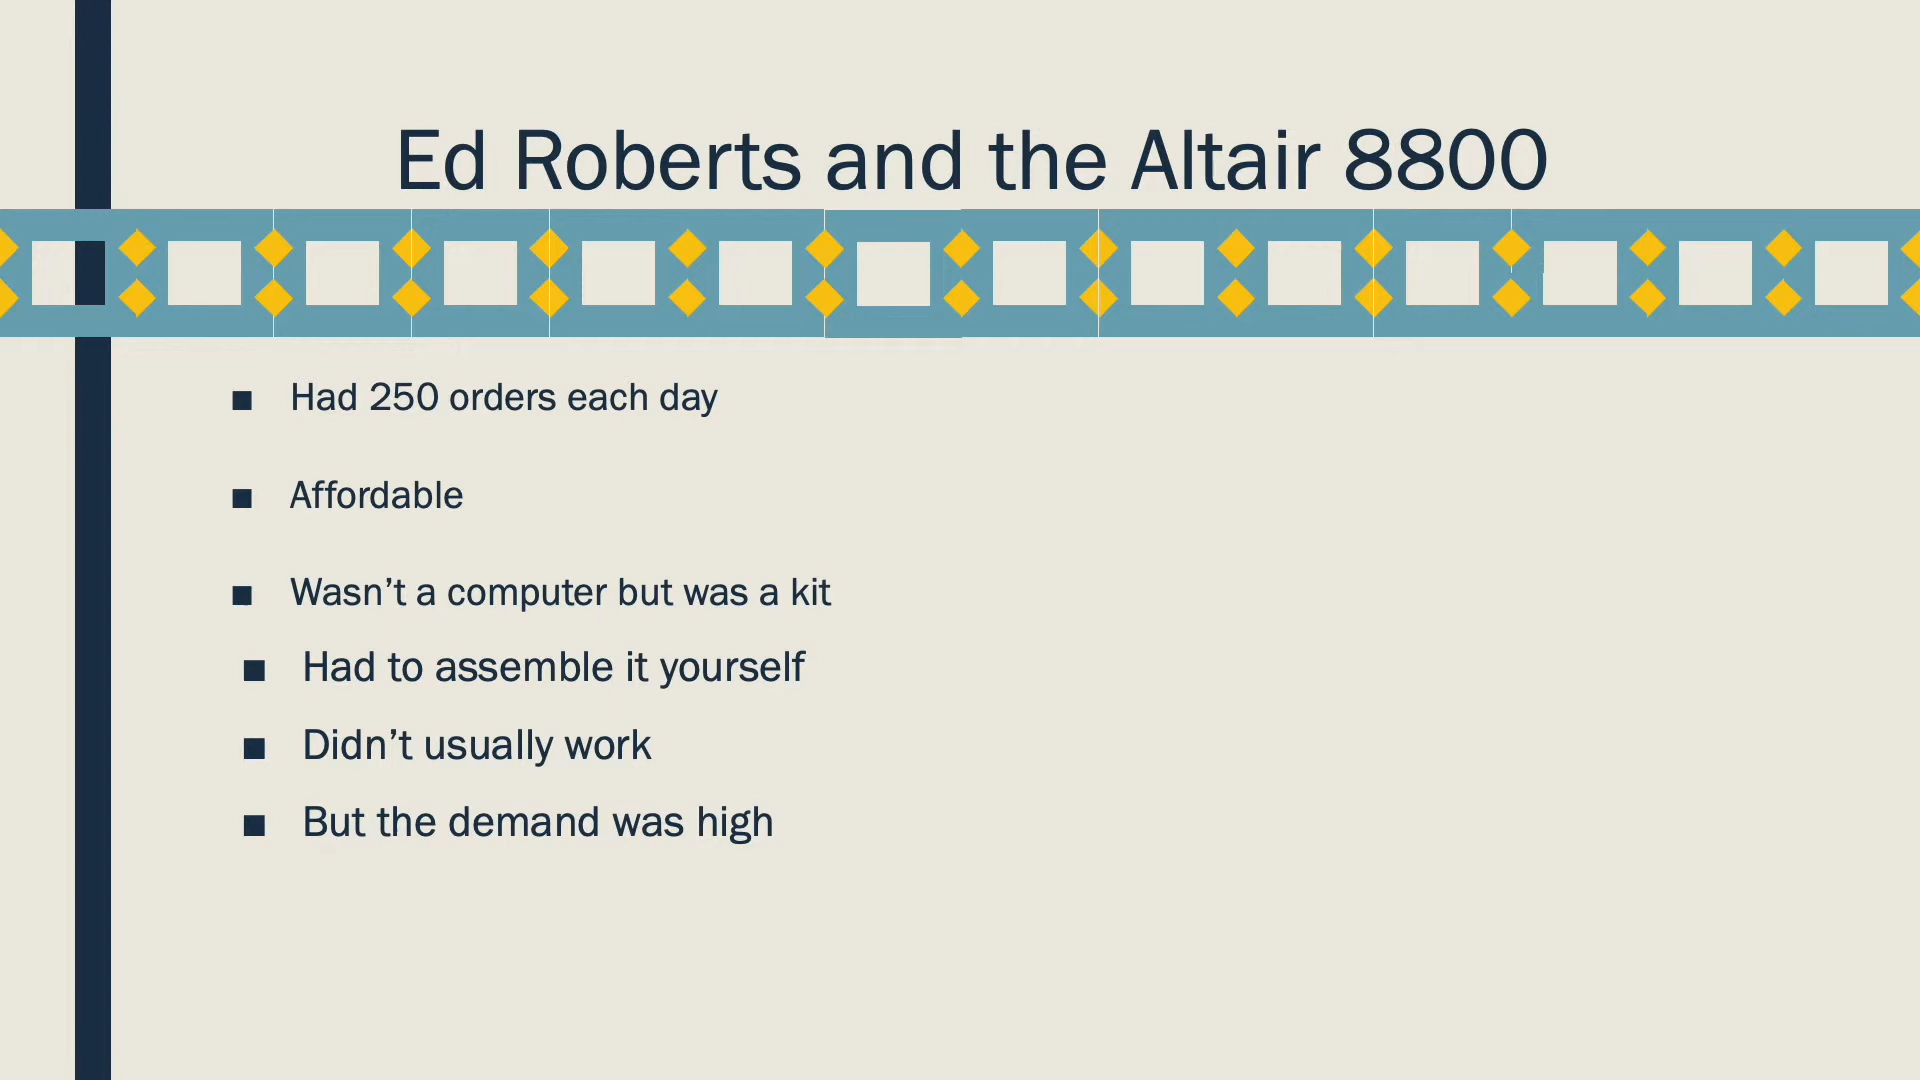 Ed Roberts and the Altair 8800
■ Had 250 orders each day
■ Affordable
■ Wasn’t a computer but was a kit
■ Had to assemble it yourself
■ Didn’t usually work
■ But the demand was high